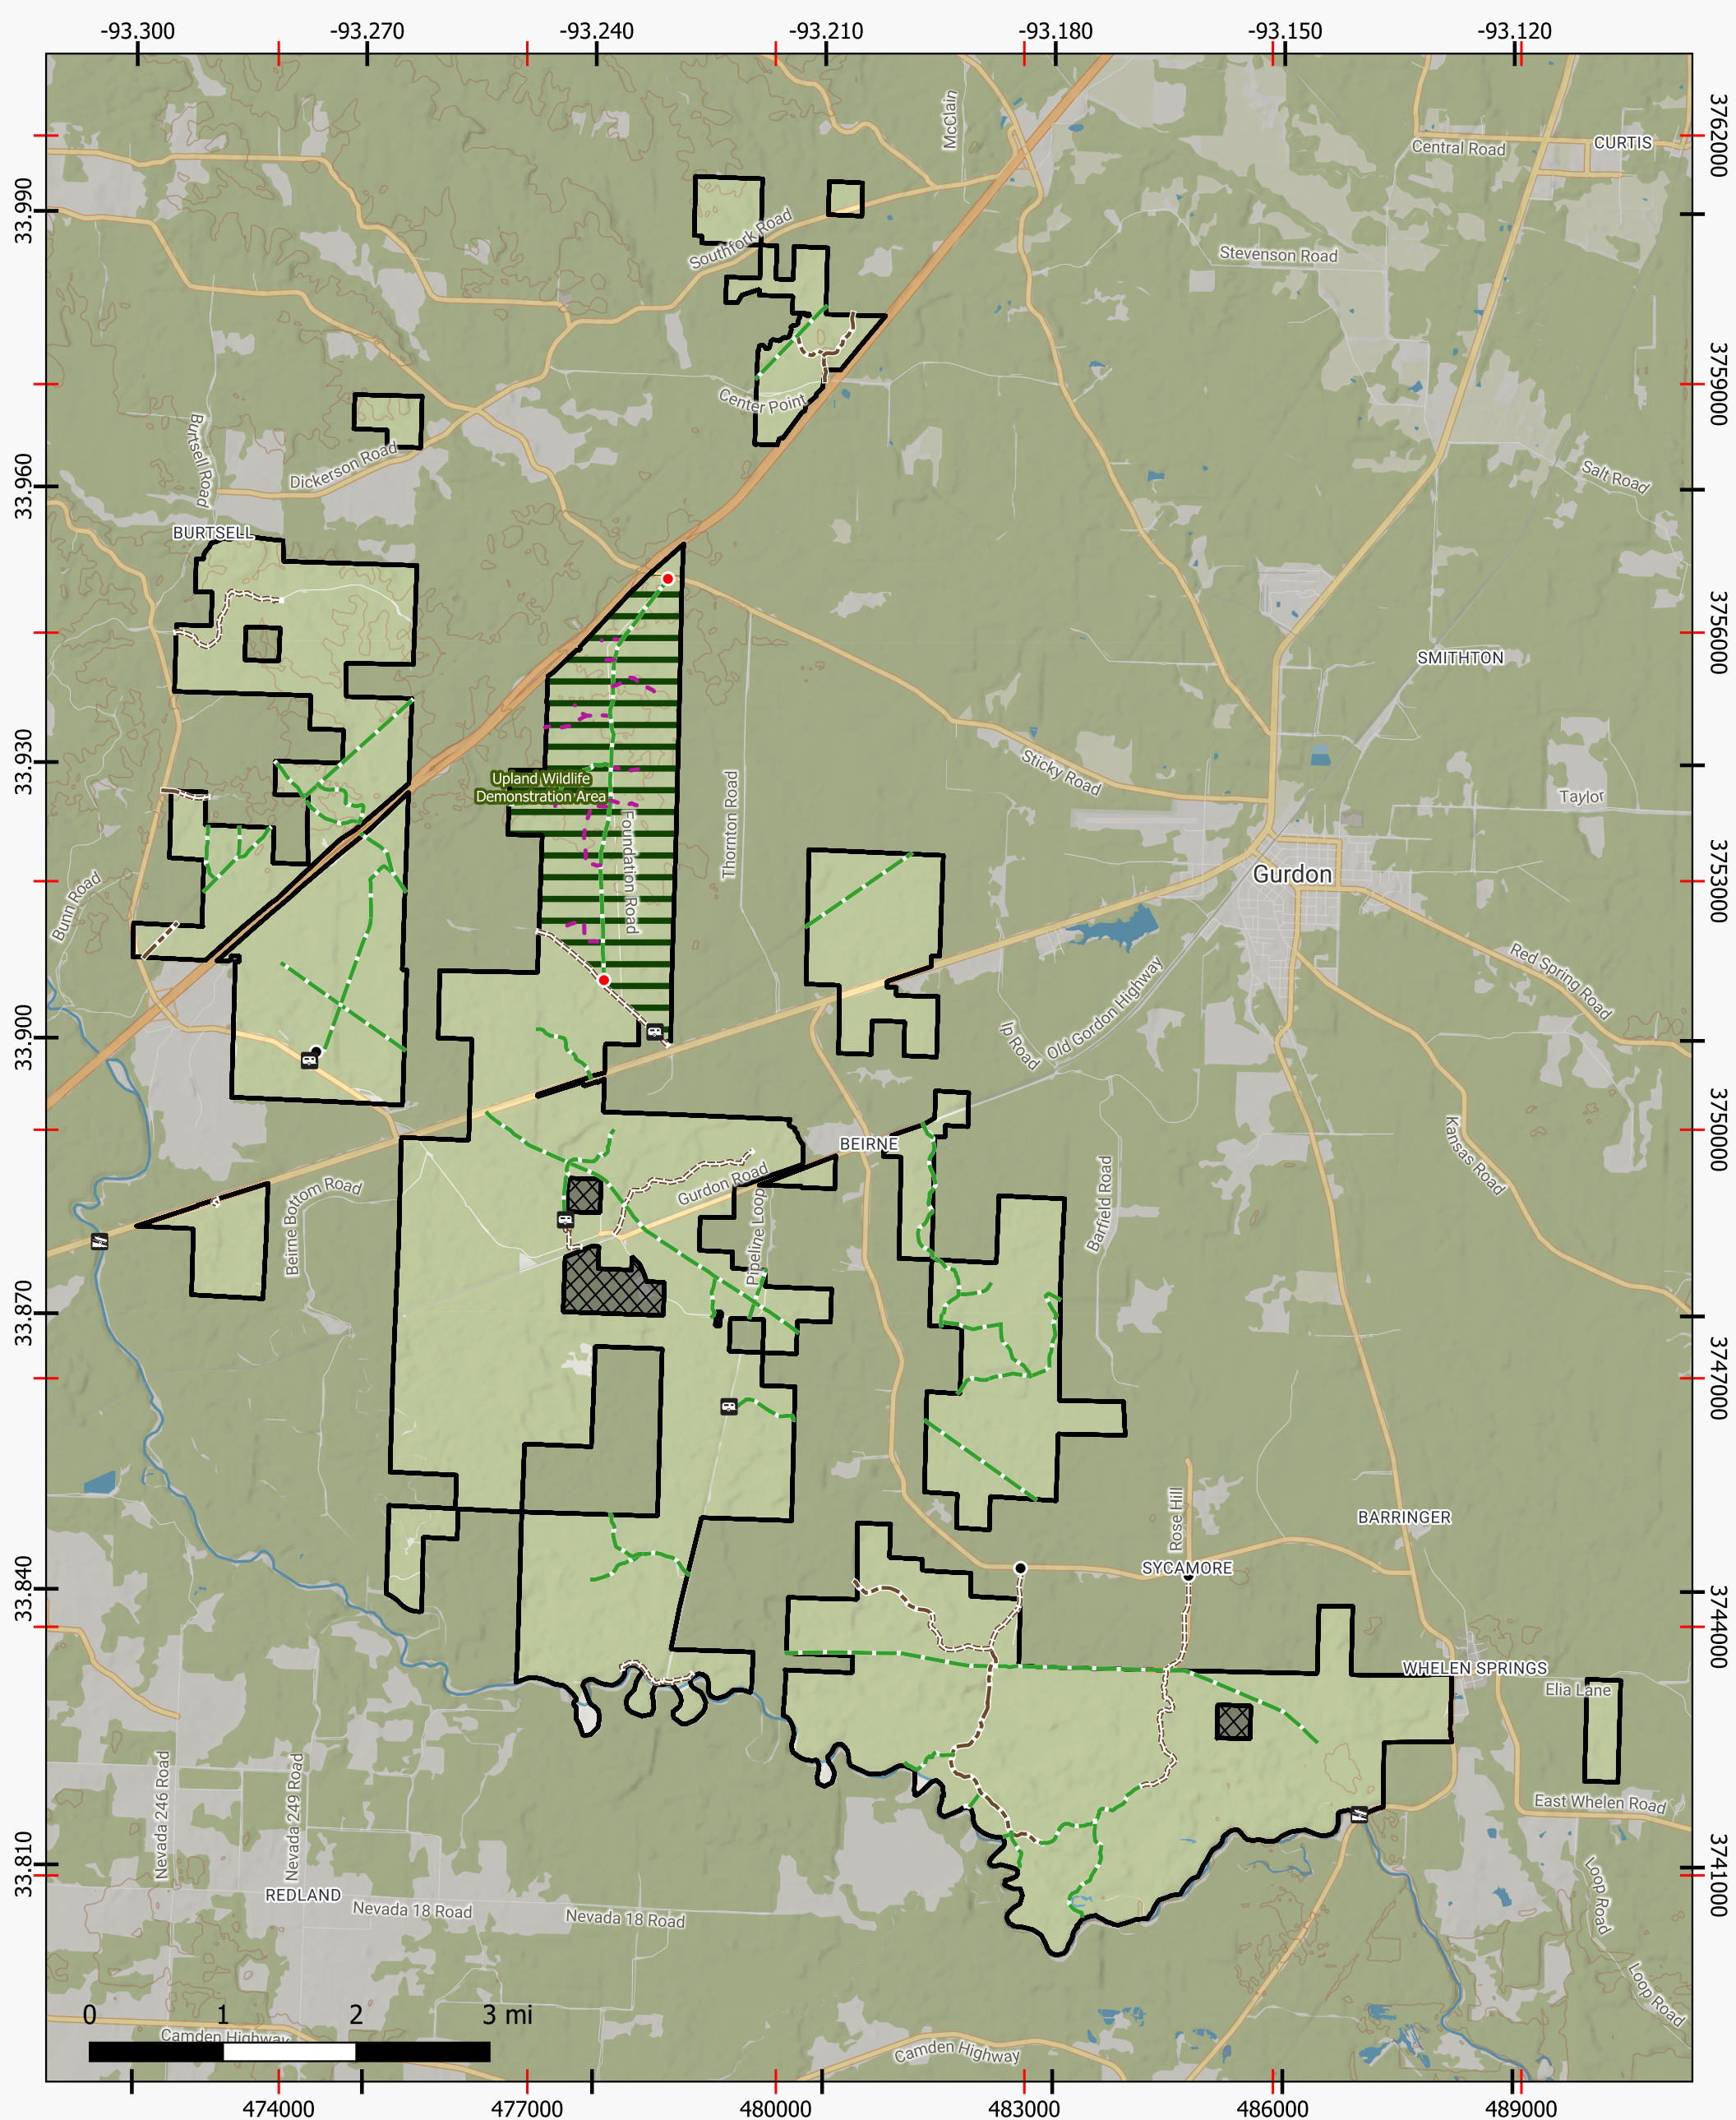 -93.300 -93.270 -93.240 -93.210 -93.180 -93.150 -93.120
McClain
3762000
Central Road
CURTIS
33.990
Southfork Road
Stevenson Road
3759000
Center Point
Burtsell Road
Dickerson Road
33.960
Salt Road
BURTSELL
3756000
SMITHTON
33.930
Sticky Road
Upland Wildlife
Demonstration Area
Taylor
Thornton Road
Foundation Road
Gurdon
3753000
Bunn Road
Red Spring Road
Old Gordon Highway
Ip Road
33.900
3750000
BEIRNE
Kansas Road
Gurdon Road
Beirne Bottom Road
Barfield Road
Pipeline Loop
33.870
3747000
Rose Hill
BARRINGER
SYCAMORE
33.840
3744000
WHELEN SPRINGS
Elia Lane
Nevada 246 Road
Nevada 249 Road
East Whelen Road
33.810
3741000
REDLAND
Nevada 18 Road
Nevada 18 Road
Loop Road
Loop Road
0 1 2 3 mi
Camden Highway
Camden Highway
474000 477000 480000 483000 486000 489000